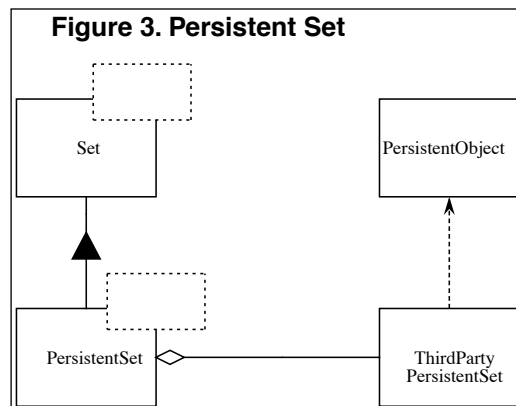 Figure 3. Persistent Set
Set
PersistentObject
PersistentSet
ThirdParty
PersistentSet